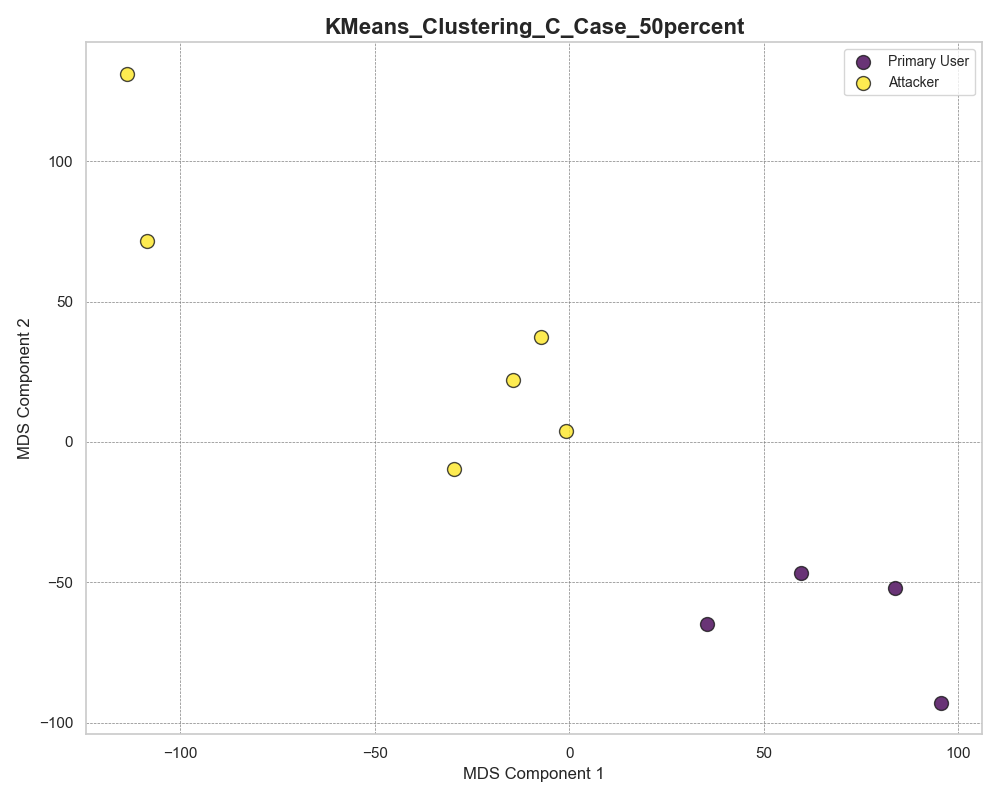 KMeans_Clustering_C_Case_50percent
Primary User
Attacker
MDS Component 2
100
50
0
−50
−100
−100
−50
0
50
100
MDS Component 1